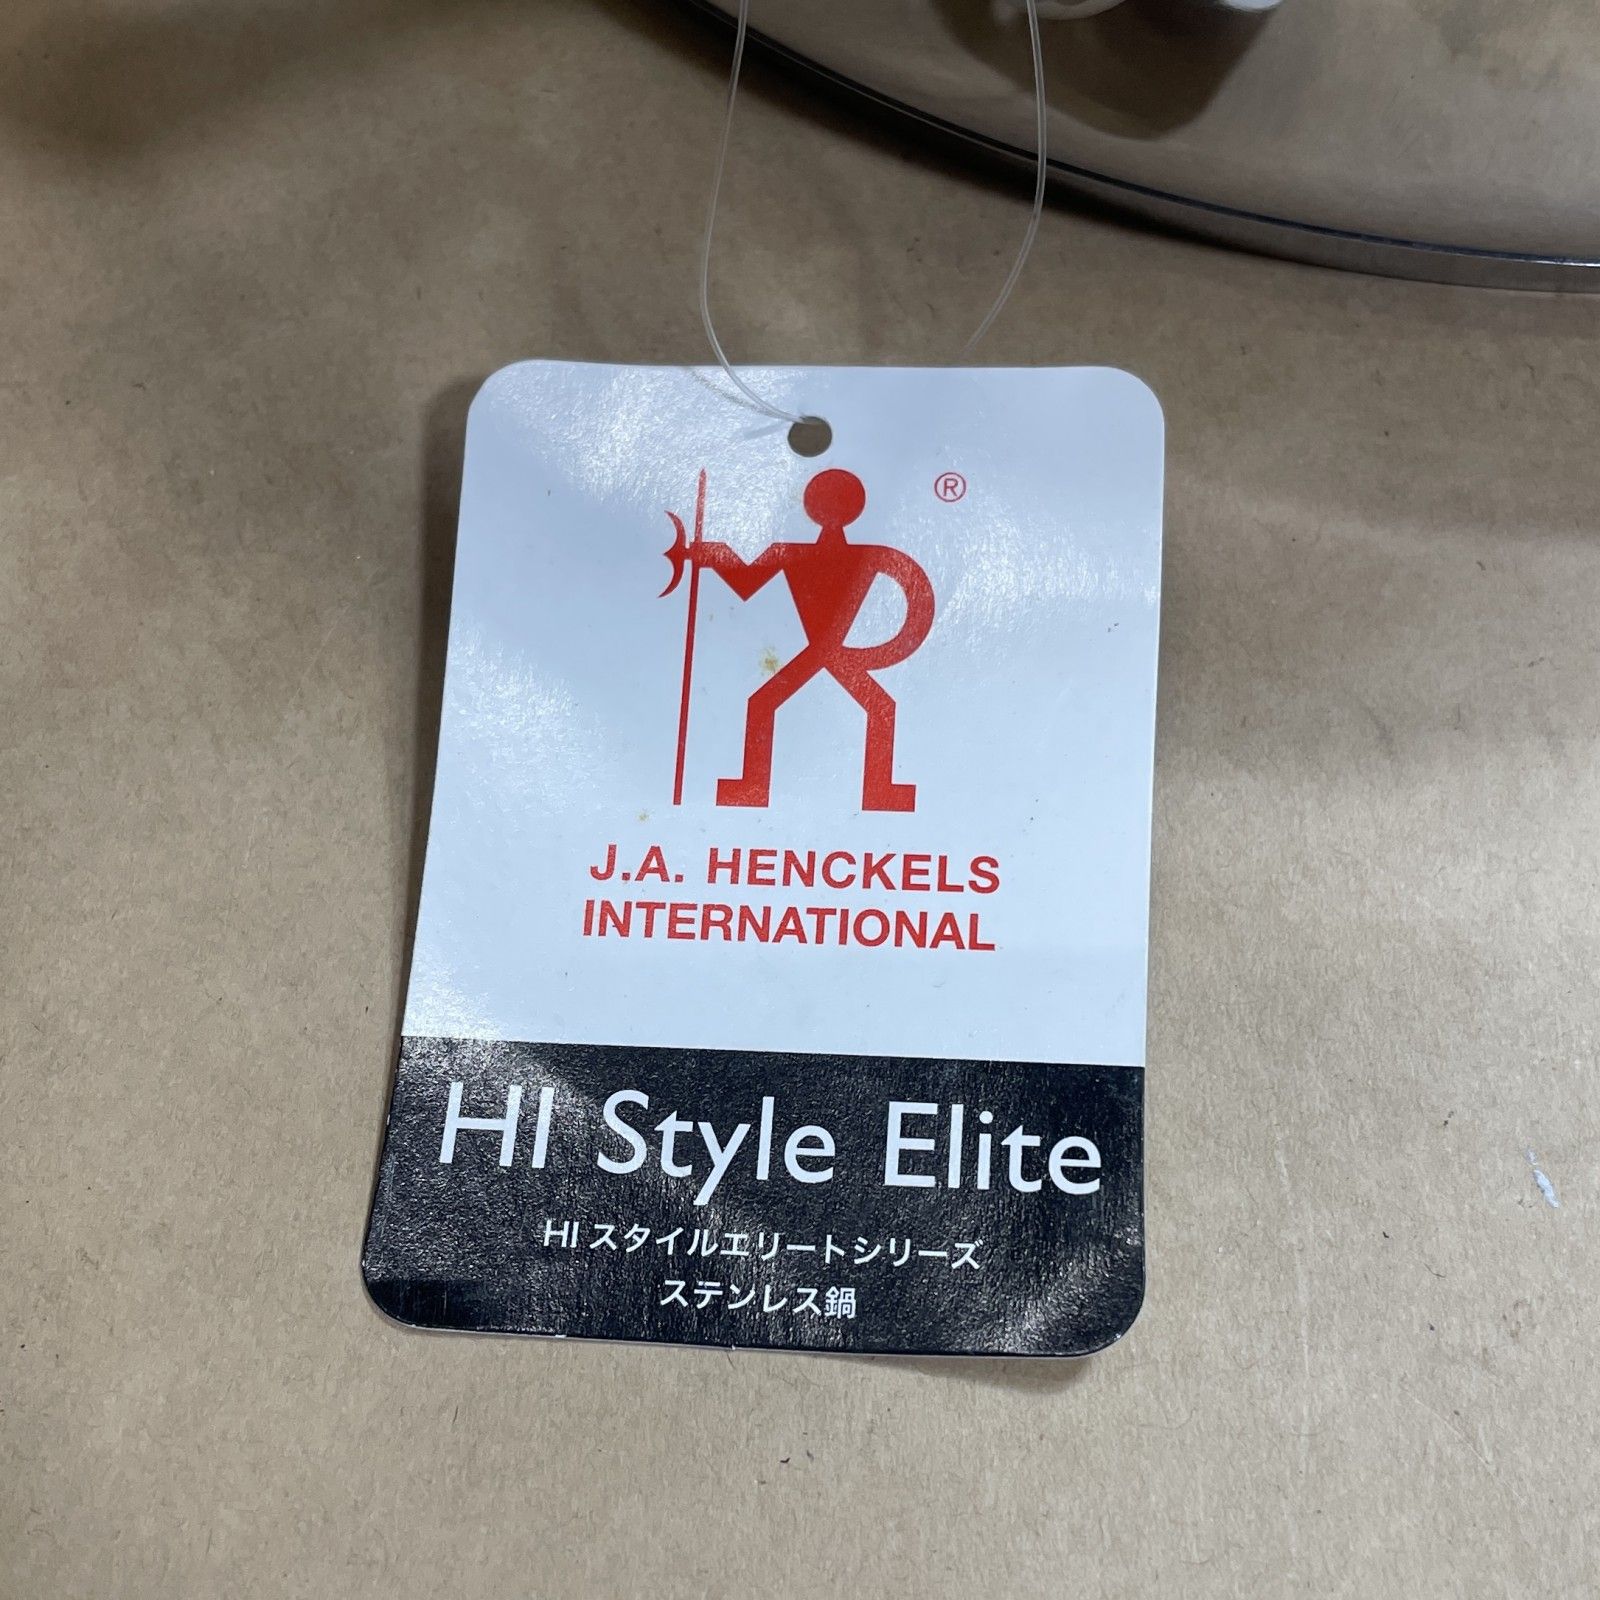 ®
J.A. HENCKELS
INTERNATIONAL
HI Style Elite
HI スタイルエリートシリーズ
ステンレス鍋